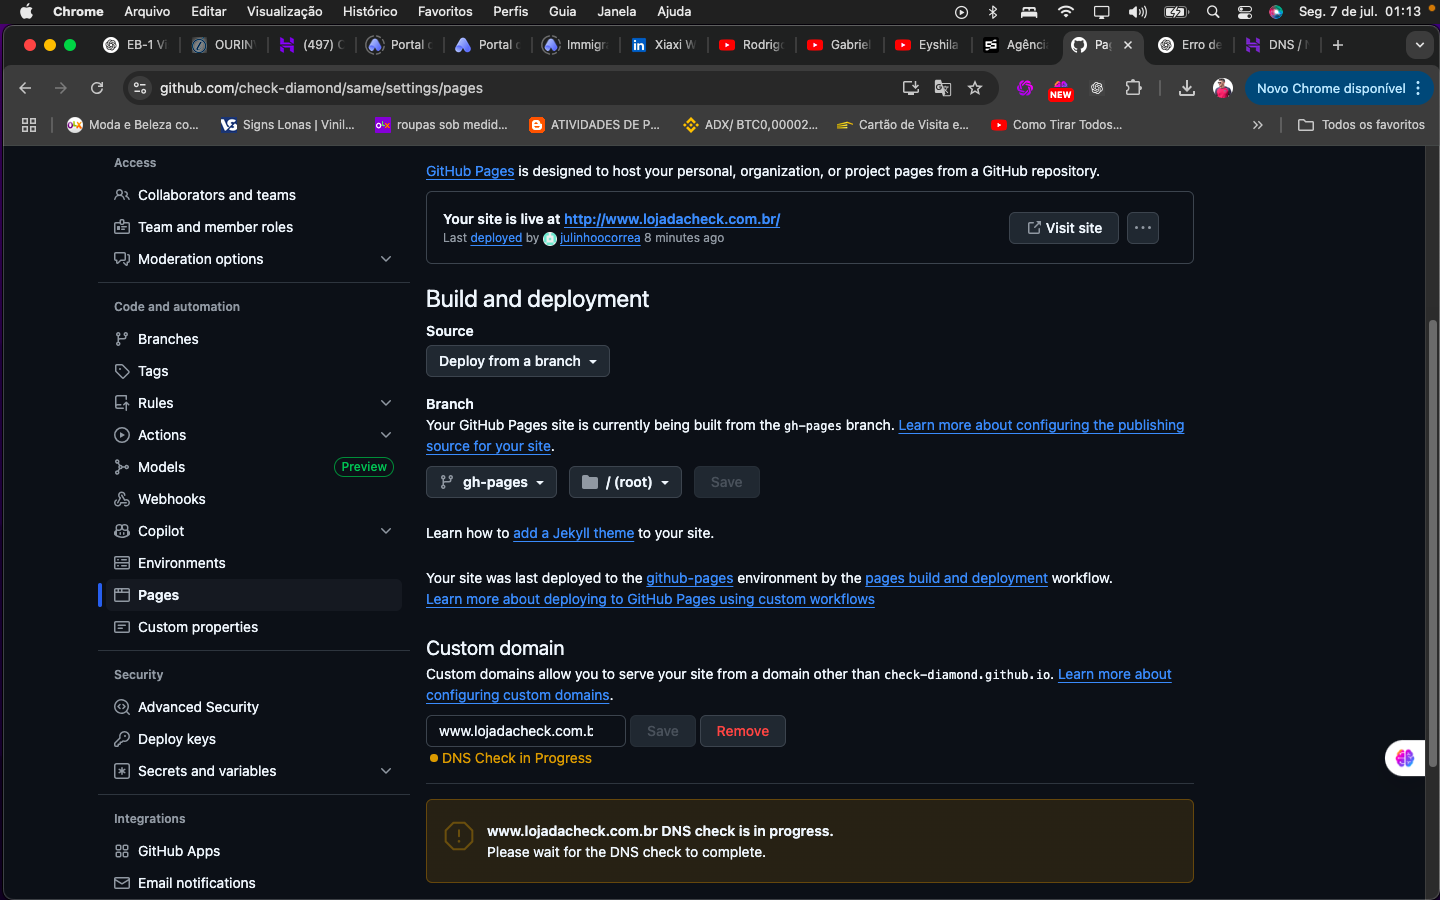 Chrome Arquivo Editar Visualização Histórico Favoritos Perfis Guia Janela Ajuda Seg. 7 de jul. 01:13
EB-1 Vi OURIN (497) C Portal c Portal c Immigra Xiaxi W Rodrig Gabriel Eyshila Agênci Pag Erro de DNS /
github.com/check-diamond/same/settings/pages NEW Novo Chrome disponível
Moda e Beleza co... Signs Lonas | Vinil... roupas sob medid... ATIVIDADES DE P... ADX/ BTC0,00002... Cartão de Visita e... Como Tirar Todos... Todos os favoritos
Access
Collaborators and teams
Team and member roles
Moderation options
Code and automation
Branches
Tags
Rules
Actions
Models Preview
Webhooks
Copilot
Environments
Pages
Custom properties
Security
Advanced Security
Deploy keys
Secrets and variables
Integrations
GitHub Apps
Email notifications
GitHub Pages is designed to host your personal, organization, or project pages from a GitHub repository.
Your site is live at http://www.lojadacheck.com.br/
Last deployed by julinhoocorrea 8 minutes ago
Visit site
Build and deployment
Source
Deploy from a branch
Branch
Your GitHub Pages site is currently being built from the gh-pages branch. Learn more about configuring the publishing
source for your site.
gh-pages / (root) Save
Learn how to add a Jekyll theme to your site.
Your site was last deployed to the github-pages environment by the pages build and deployment workflow.
Learn more about deploying to GitHub Pages using custom workflows
Custom domain
Custom domains allow you to serve your site from a domain other than check-diamond.github.io. Learn more about
configuring custom domains.
www.lojadacheck.com.b Save Remove
DNS Check in Progress
www.lojadacheck.com.br DNS check is in progress.
Please wait for the DNS check to complete.